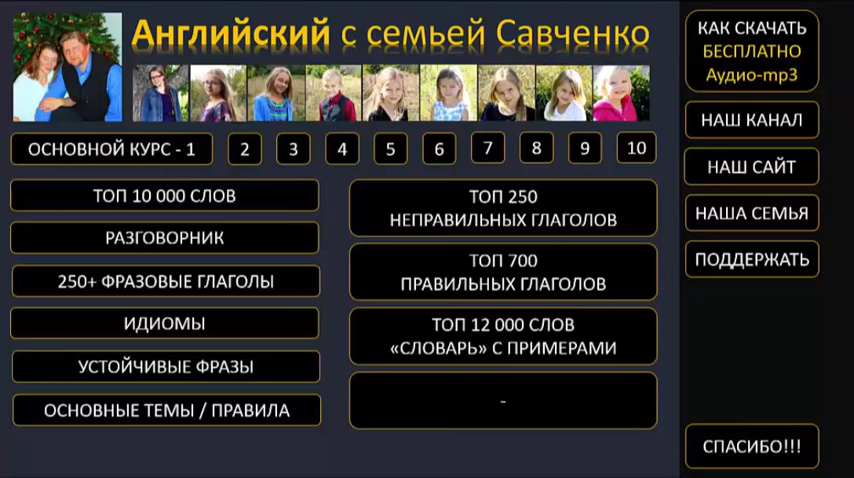 Английский с семьей Савченко
ОСНОВНОЙ КУРС - 1
2
3
4
5
6
7
8
9
10
ТОП 10 000 СЛОВ
РАЗГОВОРНИК
250+ ФРАЗОВЫЕ ГЛАГОЛЫ
ИДИОМЫ
УСТОЙЧИВЫЕ ФРАЗЫ
ОСНОВНЫЕ ТЕМЫ / ПРАВИЛА
ТОП 250
НЕПРАВИЛЬНЫХ ГЛАГОЛОВ
ТОП 700
ПРАВИЛЬНЫХ ГЛАГОЛОВ
ТОП 12 000 СЛОВ
«СЛОВАРЬ» С ПРИМЕРАМИ
-
КАК СКАЧАТЬ
БЕСПЛАТНО
Аудио-mp3
НАШ КАНАЛ
НАШ САЙТ
НАША СЕМЬЯ
ПОДДЕРЖАТЬ
СПАСИБО!!!